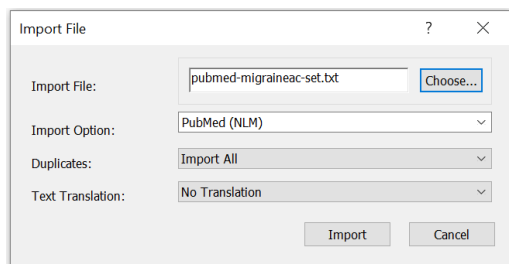 Import File ?
Import File: pubmed-migraineac-set.txt Choose...
Import Option: PubMed (NLM)
Duplicates: Import All
Text Translation: No Translation
Import Cancel